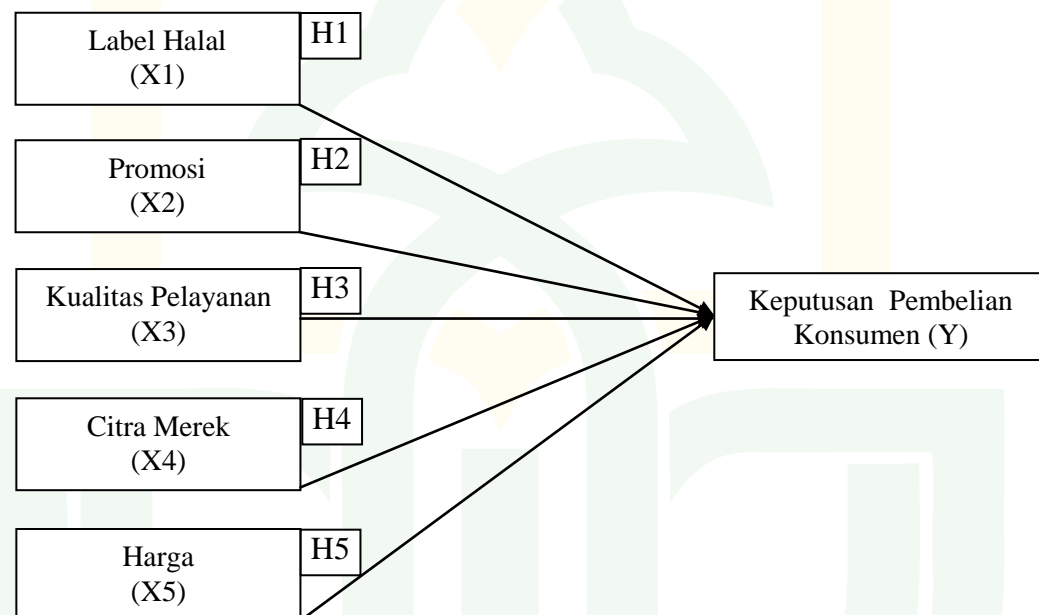 Label Halal
(X1)
H1
Promosi
(X2)
H2
Kualitas Pelayanan
(X3)
H3
Citra Merek
(X4)
H4
Harga
(X5)
H5
Keputusan Pembelian
Konsumen (Y)